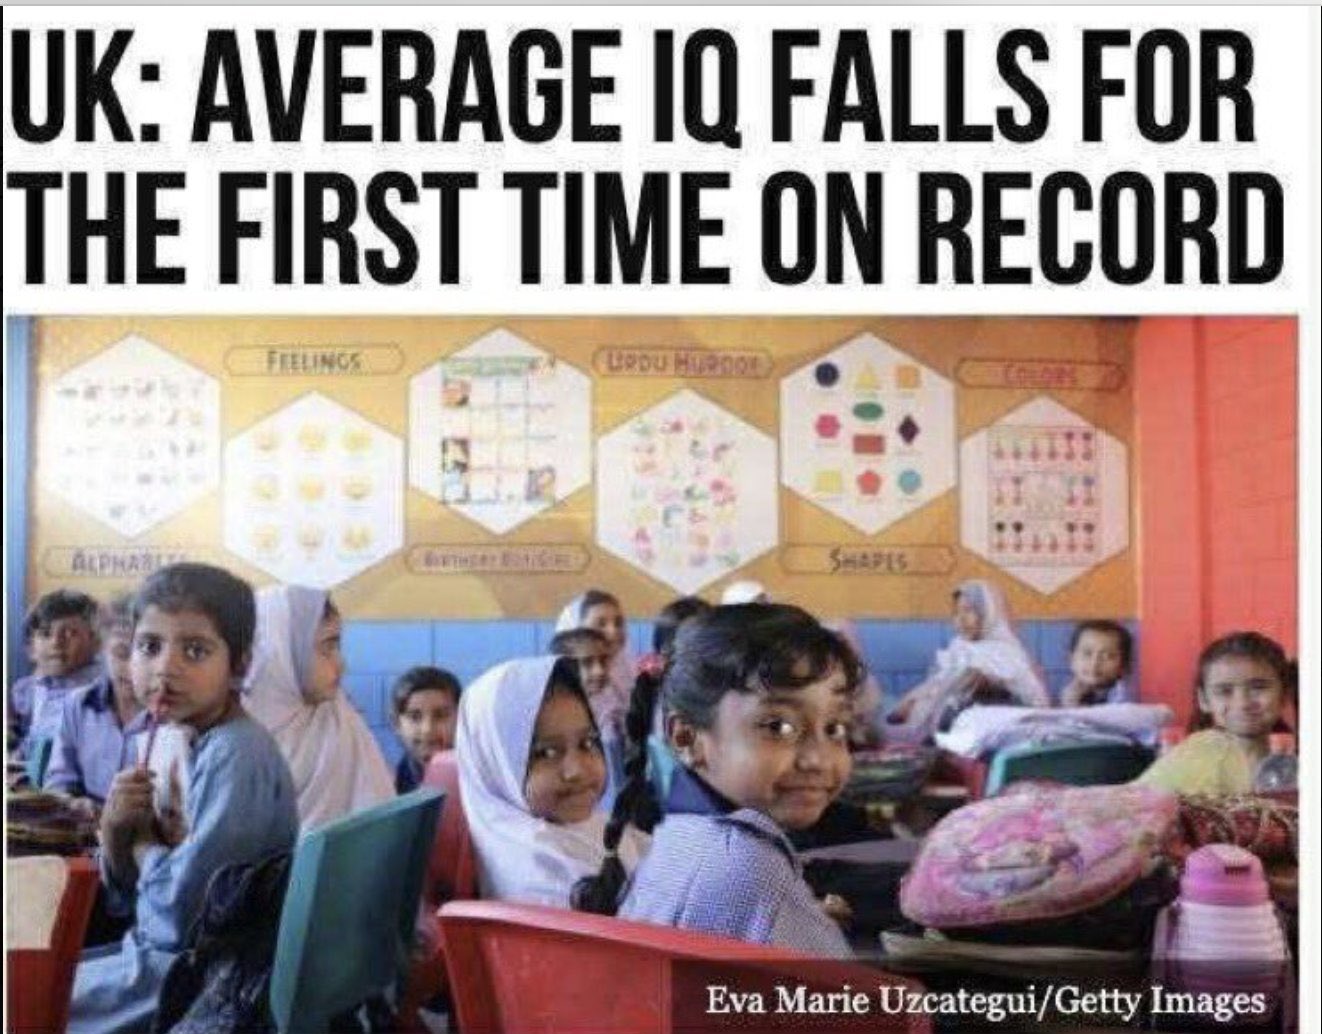 UK: AVERAGE IQ FALLS FOR
THE FIRST TIME ON RECORD
FEELINGS
URDU HUROOF
COLORS
ALPHABETS
SHAPES
Eva Marie Uzcategui/Getty Images